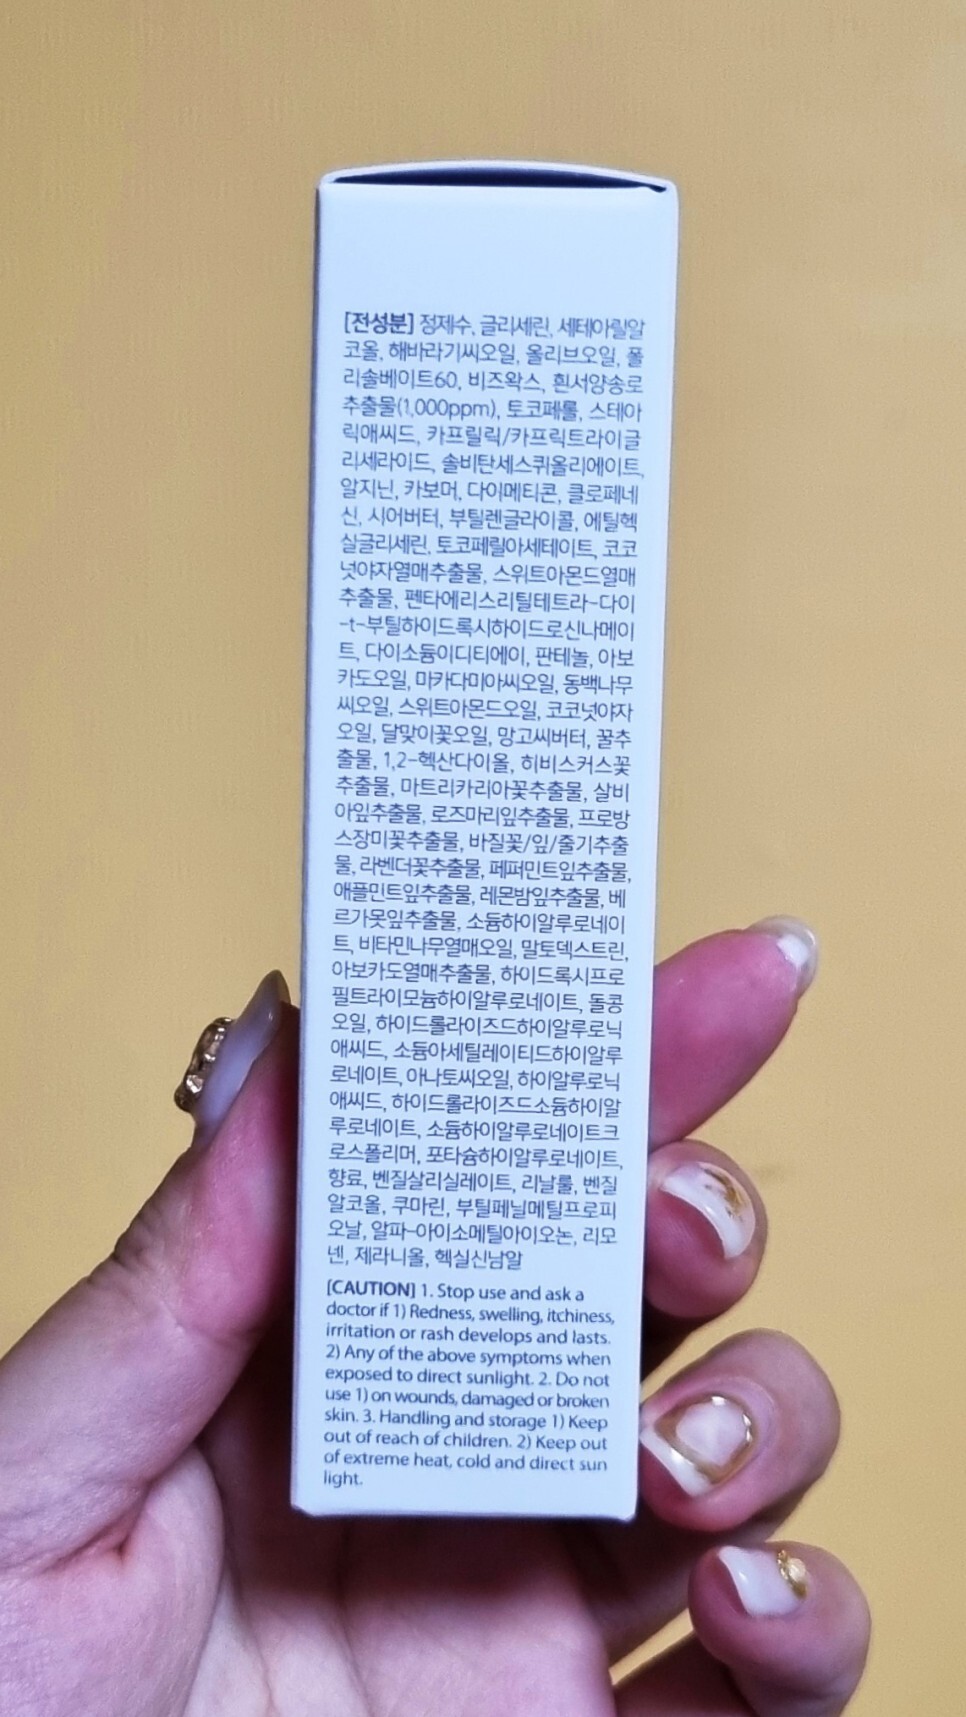 [전성분] 정제수, 글리세린, 세테아릴알
코올, 해바라기씨오일, 올리브오일, 폴
리솔베이트60, 비즈왁스, 흰서양송로
추출물(1,000ppm), 토코페롤, 스테아
릭애씨드, 카프릴릭/카프릭트라이글
리세라이드, 솔비탄세스퀴올리에이트,
알지닌, 카보머, 다이메티콘, 클로페네
신, 시어버터, 부틸렌글라이콜, 에틸헥
실글리세린, 토코페릴아세테이트, 코코
넛야자열매추출물, 스위트아몬드열매
추출물, 펜타에리스리틸테트라-다이
-t-부틸하이드록시하이드로신나메이
트, 다이소듐이디티에이, 판테놀, 아보
카도오일, 마카다미아씨오일, 동백나무
씨오일, 스위트아몬드오일, 코코넛야자
오일, 달맞이꽃오일, 망고씨버터, 꿀추
출물, 1,2-헥산다이올, 히비스커스꽃
추출물, 마트리카리아꽃추출물, 살비
아잎추출물, 로즈마리잎추출물, 프로방
스장미꽃추출물, 바질꽃/잎/줄기추출
물, 라벤더꽃추출물, 페퍼민트잎추출물,
애플민트잎추출물, 레몬밤잎추출물, 베
르가못잎추출물, 소듐하이알루로네이
트, 비타민나무열매오일, 말토덱스트린,
아보카도열매추출물, 하이드록시프로
필트라이모늄하이알루로네이트, 돌콩
오일, 하이드롤라이즈드하이알루로닉
애씨드, 소듐아세틸레이티드하이알루
로네이트, 아나토씨오일, 하이알루로닉
애씨드, 하이드롤라이즈드소듐하이알
루로네이트, 소듐하이알루로네이트크
로스폴리머, 포타슘하이알루로네이트,
향료, 벤질살리실레이트, 리날룰, 벤질
알코올, 쿠마린, 부틸페닐메틸프로피
오날, 알파-아이소메틸아이오논, 리모
넨, 제라니올, 헥실신남알
[CAUTION] 1. Stop use and ask a
doctor if 1) Redness, swelling, itchiness,
irritation or rash develops and lasts.
2) Any of the above symptoms when
exposed to direct sunlight. 2. Do not
use 1) on wounds, damaged or broken
skin. 3. Handling and storage 1) Keep
out of reach of children. 2) Keep out
of extreme heat, cold and direct sun
light.